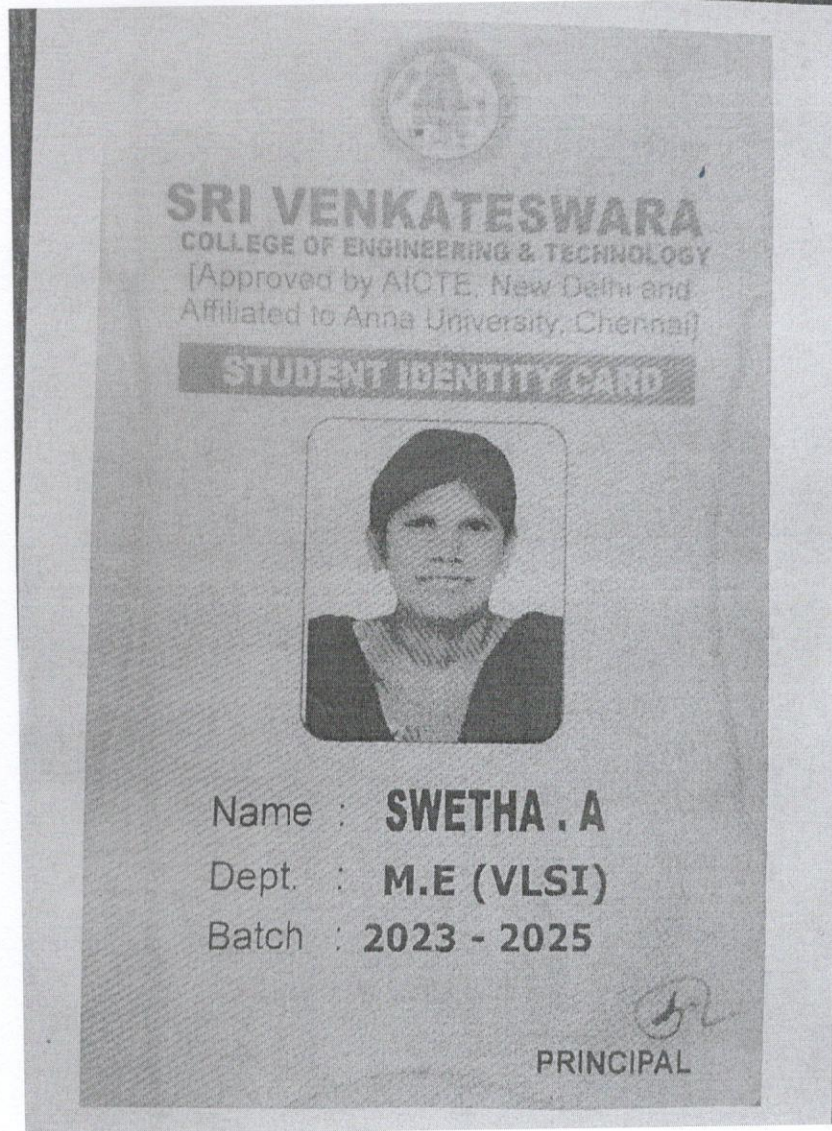 SRI VENKATESWARA
COLLEGE OF ENGINEERING & TECHNOLOGY
[Approved by AICTE, New Delhi and
Affiliated to Anna University, Chennai]
STUDENT IDENTITY CARD
Name : SWETHA . A
Dept. : M.E (VLSI)
Batch : 2023 - 2025
PRINCIPAL